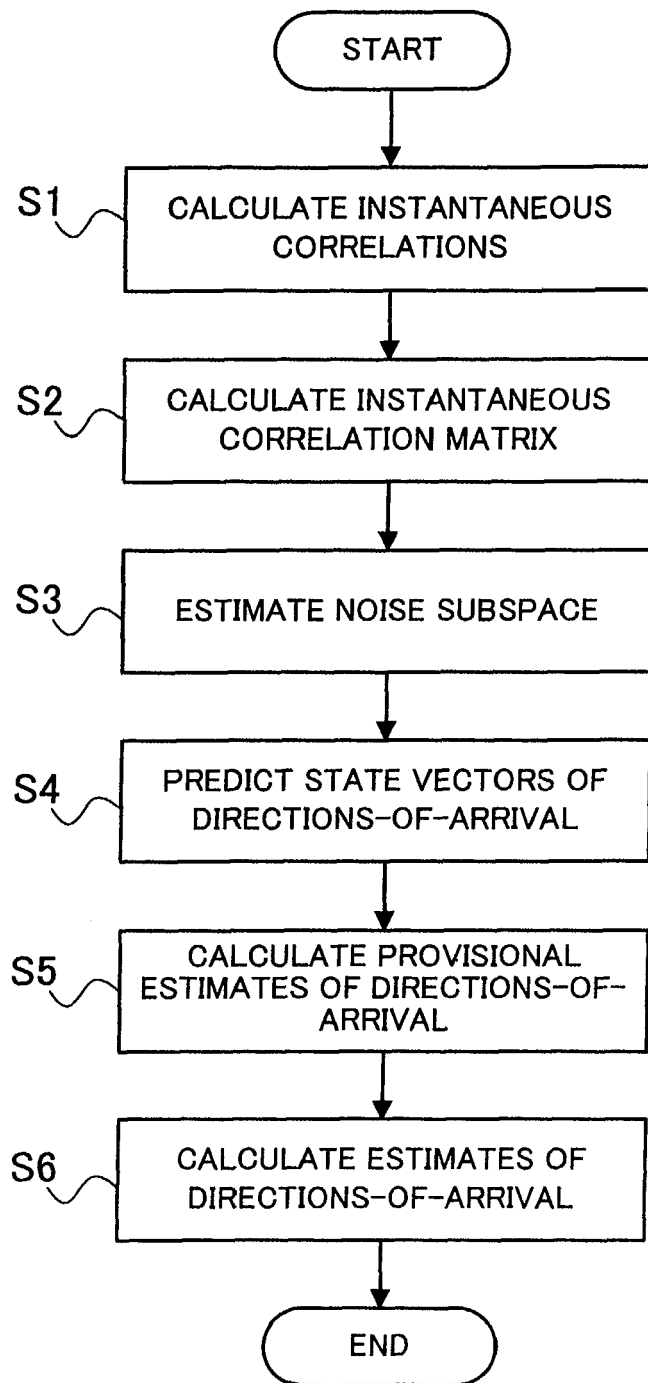 START
S1
CALCULATE INSTANTANEOUS
CORRELATIONS
S2
CALCULATE INSTANTANEOUS
CORRELATION MATRIX
S3
ESTIMATE NOISE SUBSPACE
S4
PREDICT STATE VECTORS OF
DIRECTIONS-OF-ARRIVAL
S5
CALCULATE PROVISIONAL
ESTIMATES OF DIRECTIONS-OF-
ARRIVAL
S6
CALCULATE ESTIMATES OF
DIRECTIONS-OF-ARRIVAL
END